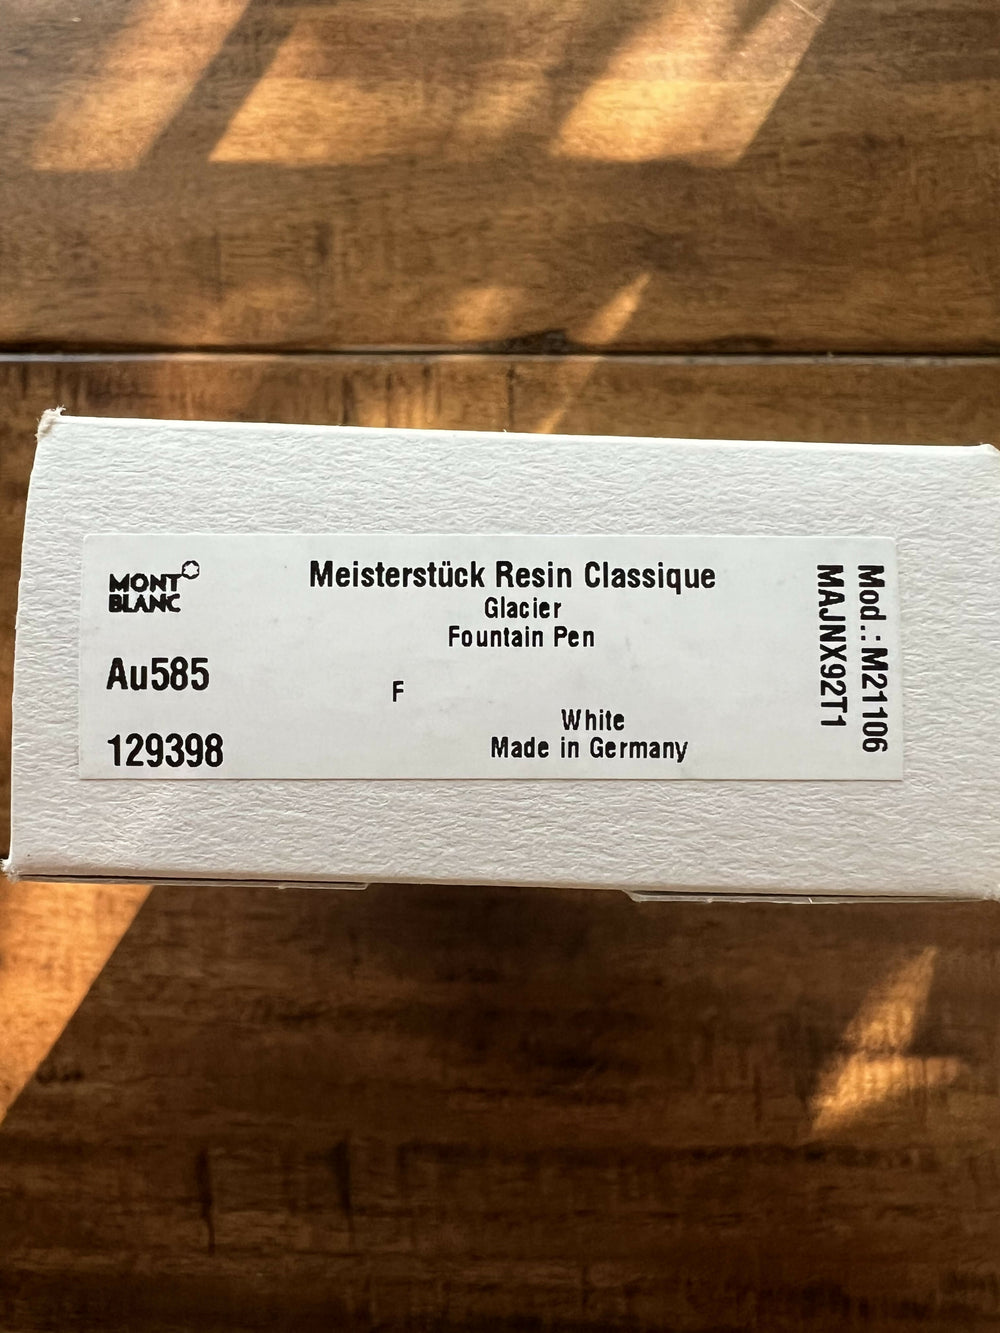 MONT
BLANC
Meisterstück Resin Classique
Glacier
Fountain Pen
Au585
F
White
129398
Made in Germany
Mod.: M21106
MAJNX92T1